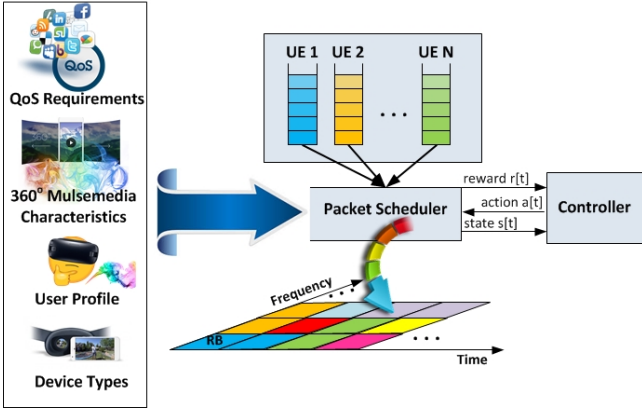 QoS
QoS Requirements
360° Mulsemedia
Characteristics
User Profile
Device Types
UE 1 UE 2 UE N
...
Packet Scheduler
reward r[t]
action a[t]
state s[t]
Controller
Frequency
...
RB
...
Time